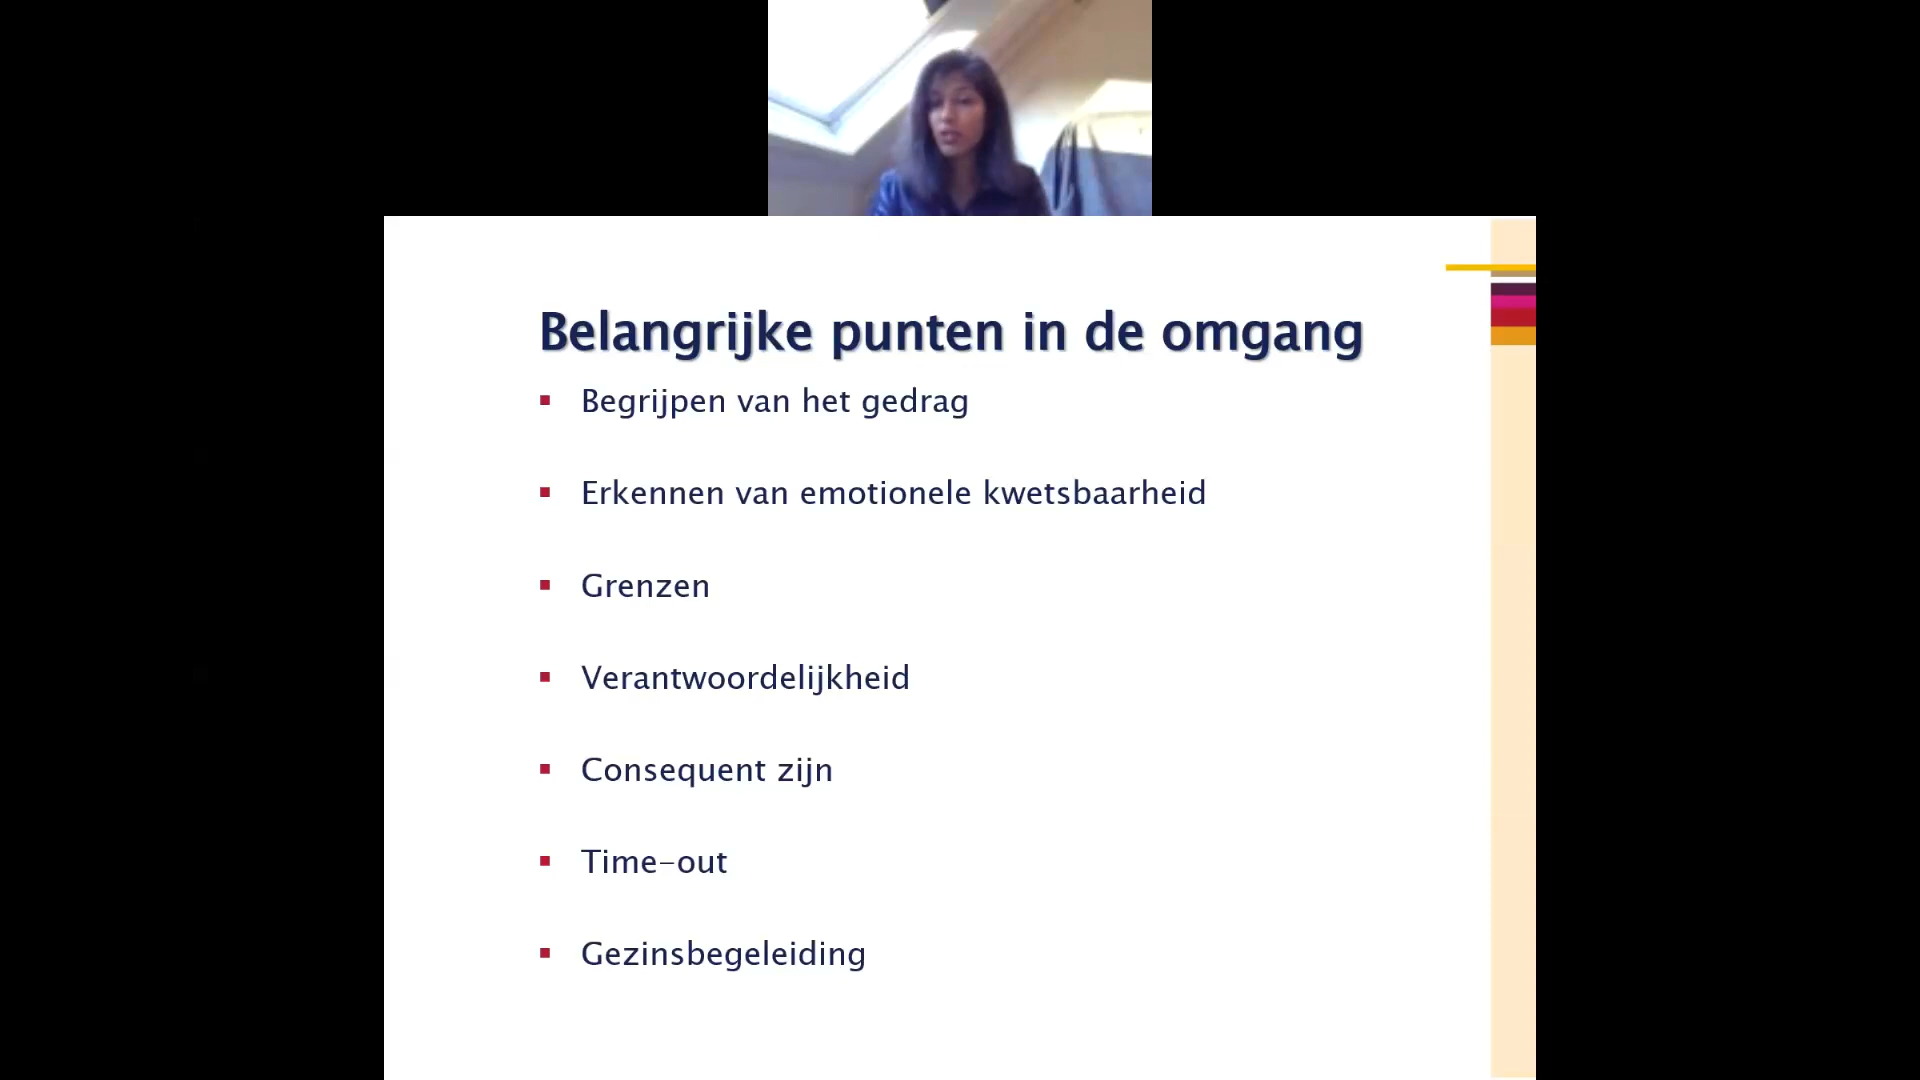 Belangrijke punten in de omgang
Begrijpen van het gedrag
Erkennen van emotionele kwetsbaarheid
Grenzen
Verantwoordelijkheid
Consequent zijn
Time-out
Gezinsbegeleiding